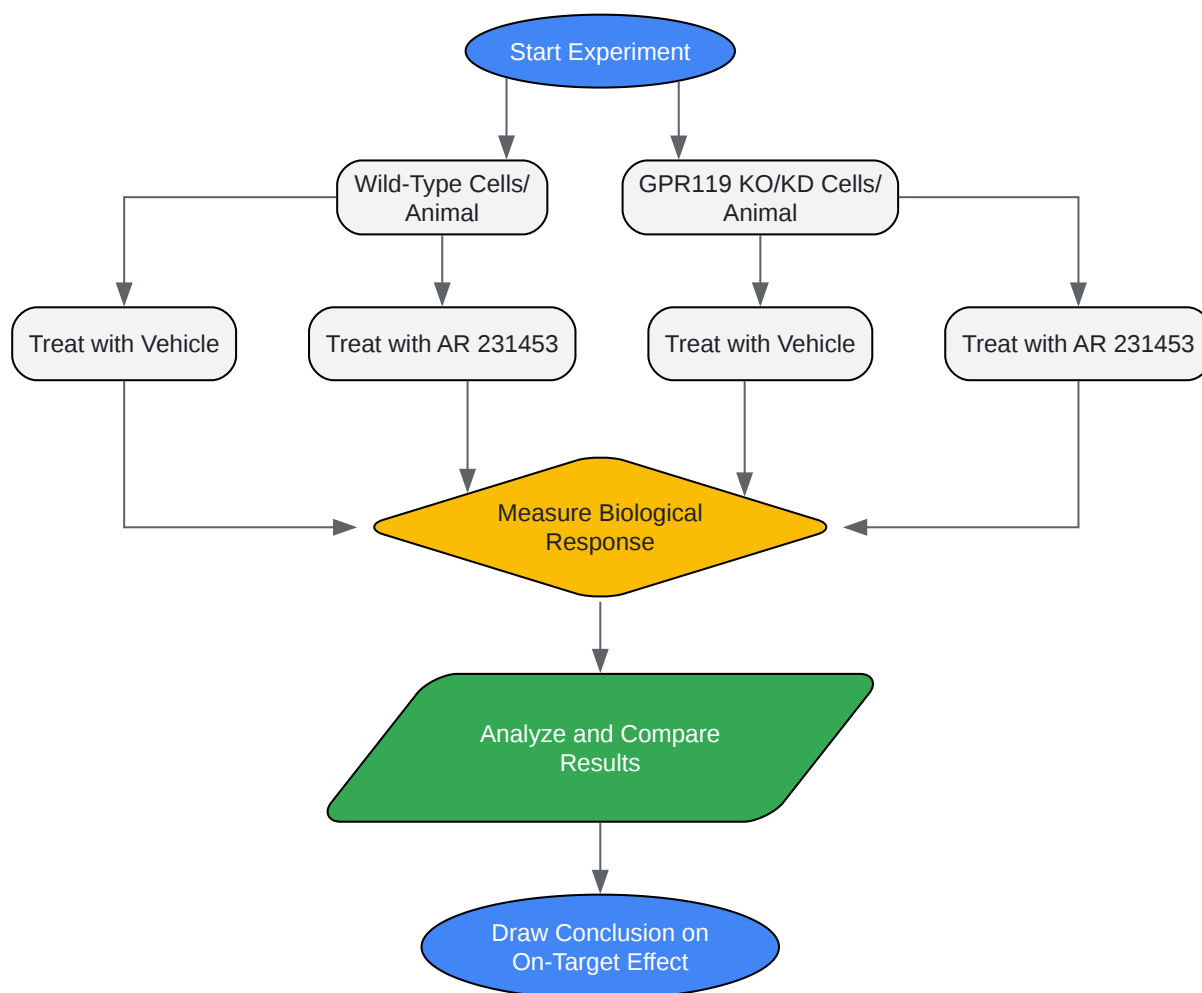 Start Experiment
Wild-Type Cells/
Animal
GPR119 KO/KD Cells/
Animal
Treat with Vehicle
Treat with AR 231453
Treat with Vehicle
Treat with AR 231453
Measure Biological
Response
Analyze and Compare
Results
Draw Conclusion on
On-Target Effect